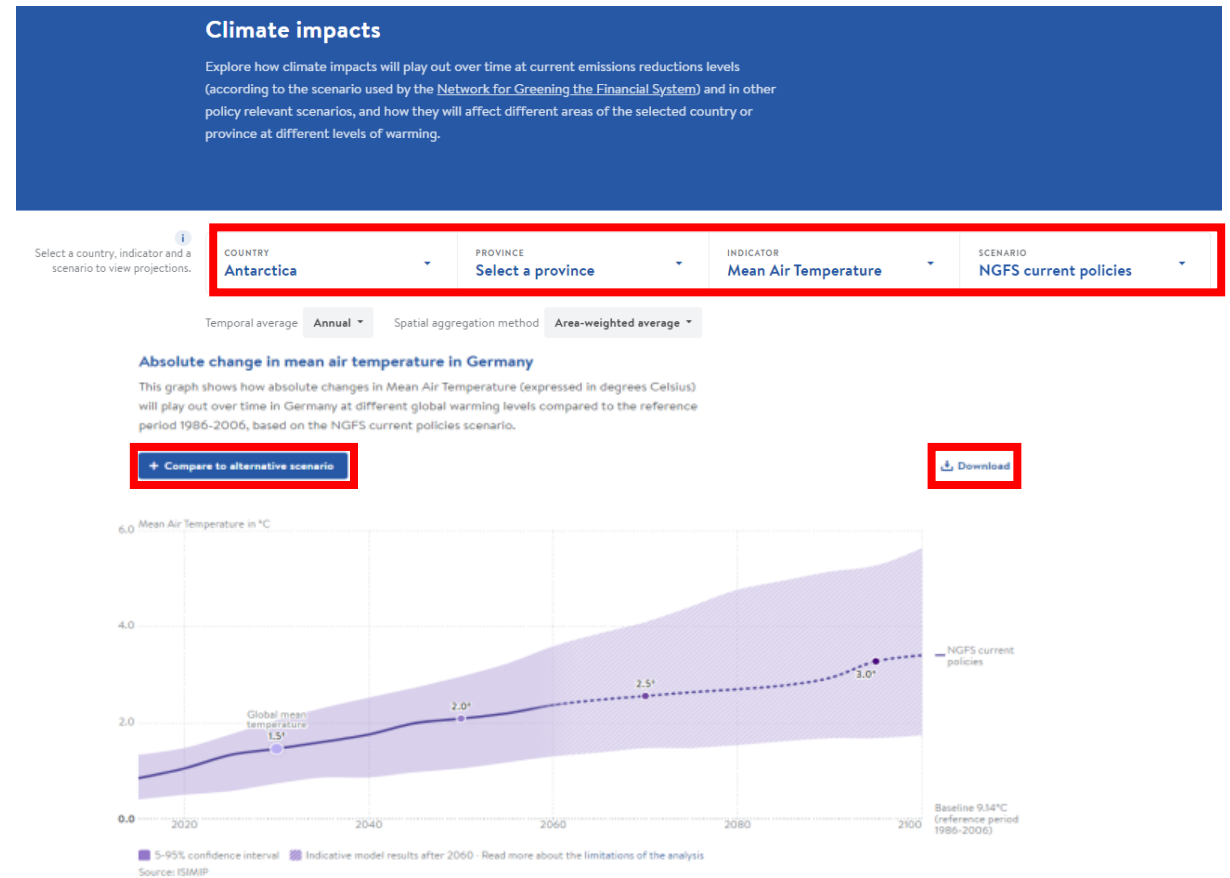 Climate impacts
Explore how climate impacts will play out over time at current emissions reductions levels
(according to the scenario used by the Network for Greening the Financial System) and in other
policy relevant scenarios, and how they will affect different areas of the selected country or
province at different levels of warming.
i
Select a country, indicator and a
scenario to view projections.
COUNTRY
Antarctica
PROVINCE
Select a province
INDICATOR
Mean Air Temperature
SCENARIO
NGFS current policies
Temporal average Annual Spatial aggregation method Area-weighted average
Absolute change in mean air temperature in Germany
This graph shows how absolute changes in Mean Air Temperature (expressed in degrees Celsius)
will play out over time in Germany at different global warming levels compared to the reference
period 1986-2006, based on the NGFS current policies scenario.
+ Compare to alternative scenario
Download
Mean Air Temperature in °C
6.0
4.0
2.0
0.0
Global mean
temperature
1.5°
2.0°
2.5°
3.0°
NGFS current
policies
Baseline 9.14°C
(reference period
1986-2006)
2020 2040 2060 2080 2100
5-95% confidence interval Indicative model results after 2060 · Read more about the limitations of the analysis
Source: ISIMIP